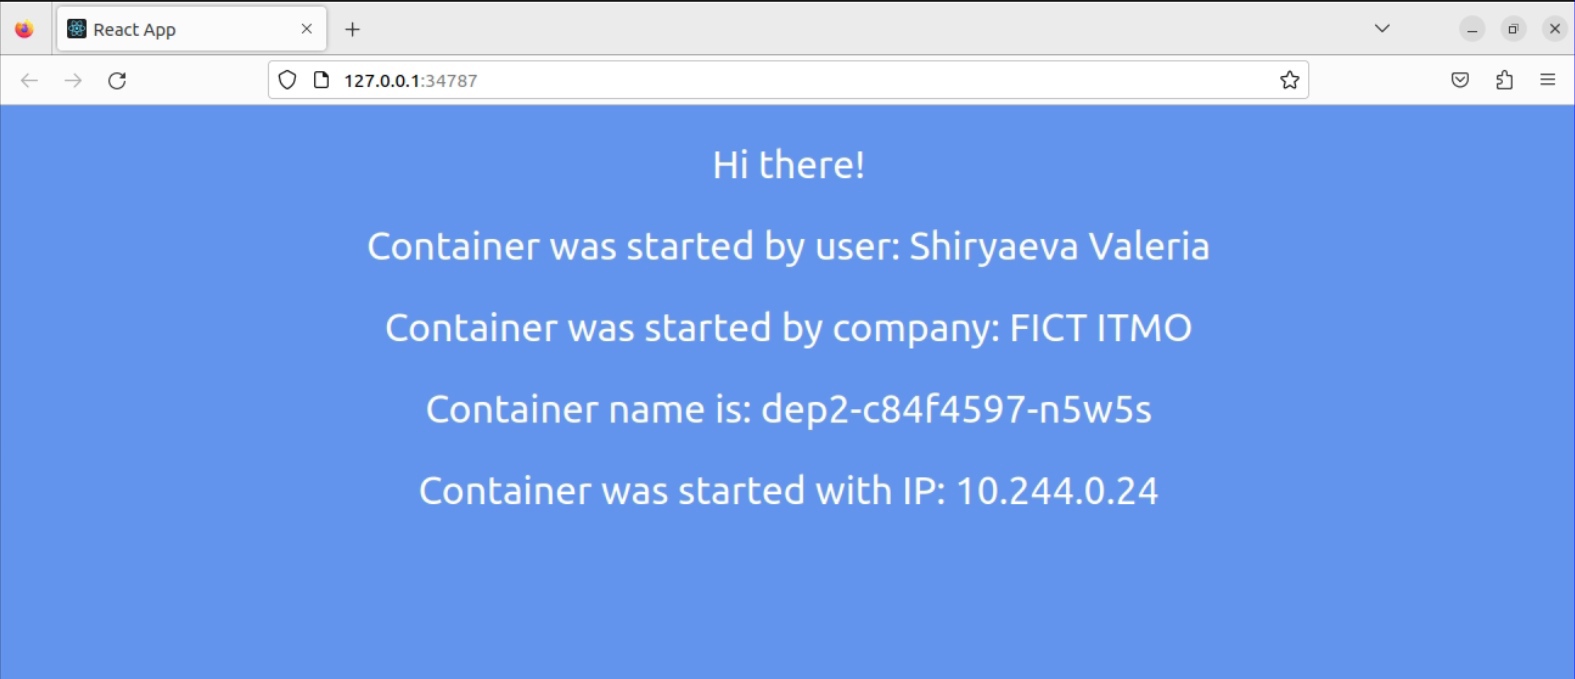 React App
127.0.0.1:34787
Hi there!
Container was started by user: Shiryaeva Valeria
Container was started by company: FICT ITMO
Container name is: dep2-c84f4597-n5w5s
Container was started with IP: 10.244.0.24